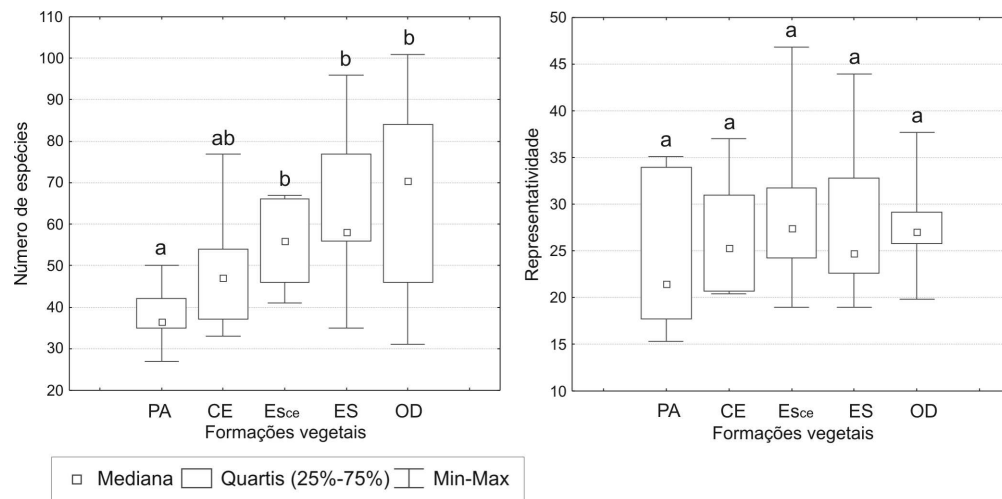 110
100
90
80
70
60
50
40
30
20
Número de espécies
a
ab
b
b
b
PA CE Esce ES OD
Formações vegetais
50
45
40
35
30
25
20
15
10
Representatividade
a
a
a
a
a
PA CE Esce ES OD
Formações vegetais
Mediana Quartis (25%-75%) Min-Max